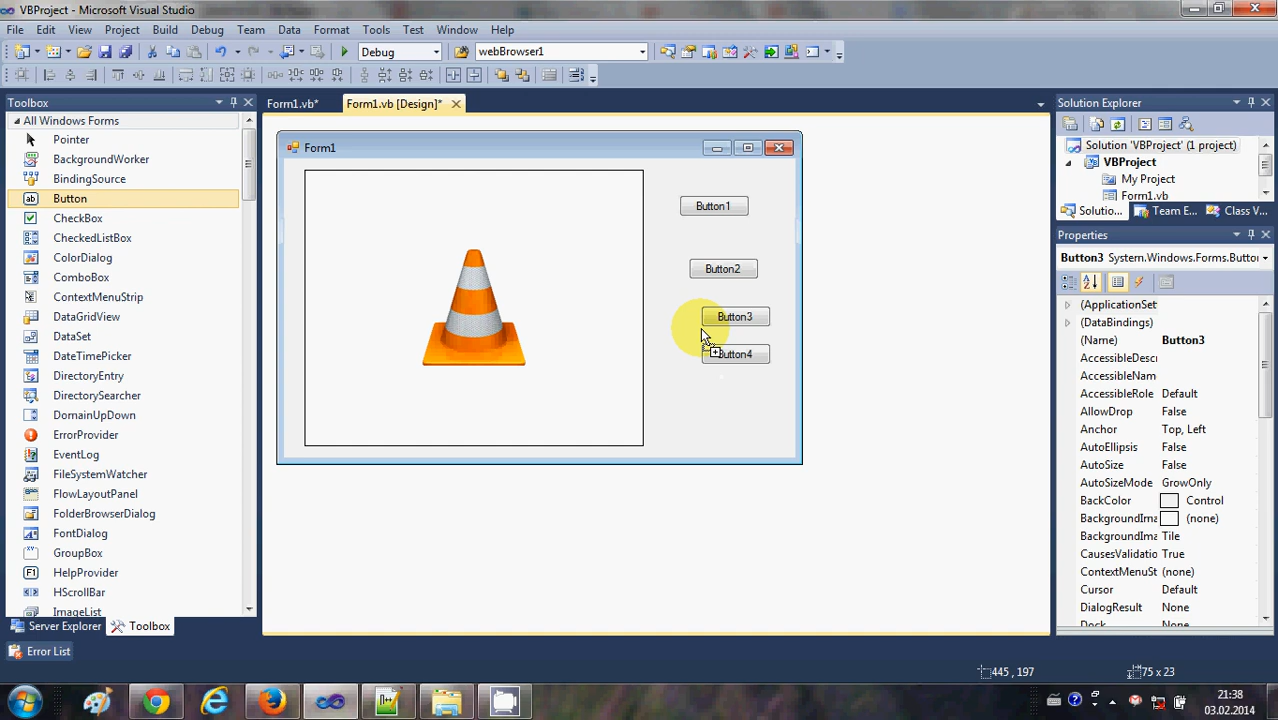 VBProject - Microsoft Visual Studio
File Edit View Project Build Debug Team Data Format Tools Test Window Help
Debug webBrowser1
Toolbox
Form1.vb* Form1.vb [Design]*
Solution Explorer
All Windows Forms
Pointer
BackgroundWorker
BindingSource
Button
CheckBox
CheckedListBox
ColorDialog
ComboBox
ContextMenuStrip
DataGridView
DataSet
DateTimePicker
DirectoryEntry
DirectorySearcher
DomainUpDown
ErrorProvider
EventLog
FileSystemWatcher
FlowLayoutPanel
FolderBrowserDialog
FontDialog
GroupBox
HelpProvider
HScrollBar
ImageList
Server Explorer Toolbox
Form1
Button1
Button2
Button3
Button4
Solution 'VBProject' (1 project)
VBProject
My Project
Form1.vb
Solutio... Team E... Class V...
Properties
Button3 System.Windows.Forms.Button
(ApplicationSet
(DataBindings)
(Name) Button3
AccessibleDescr
AccessibleNam
AccessibleRole Default
AllowDrop False
Anchor Top, Left
AutoEllipsis False
AutoSize False
AutoSizeMode GrowOnly
BackColor Control
BackgroundIma (none)
BackgroundIma Tile
CausesValidatio True
ContextMenuSt (none)
Cursor Default
DialogResult None
Dock None
Error List
445 , 197 75 x 23
21:38
03.02.2014